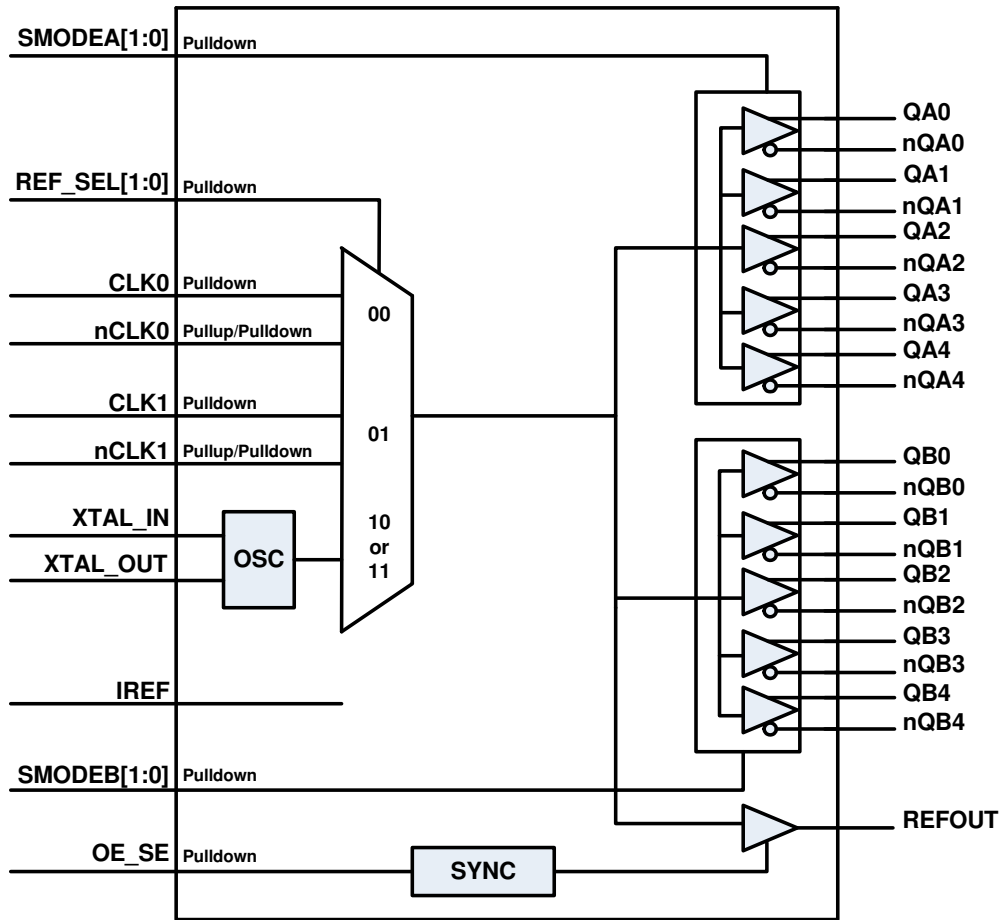 SMODEA[1:0] Pulldown
QA0
nQA0
REF_SEL[1:0] Pulldown
QA1
nQA1
QA2
nQA2
CLK0 Pulldown
QA3
00
nCLK0 Pullup/Pulldown
nQA3
QA4
nQA4
CLK1 Pulldown
01
nCLK1 Pullup/Pulldown
QB0
nQB0
XTAL_IN
QB1
10
or
11
nQB1
OSC
XTAL_OUT
QB2
nQB2
QB3
nQB3
IREF
QB4
nQB4
SMODEB[1:0] Pulldown
REFOUT
OE_SE Pulldown
SYNC